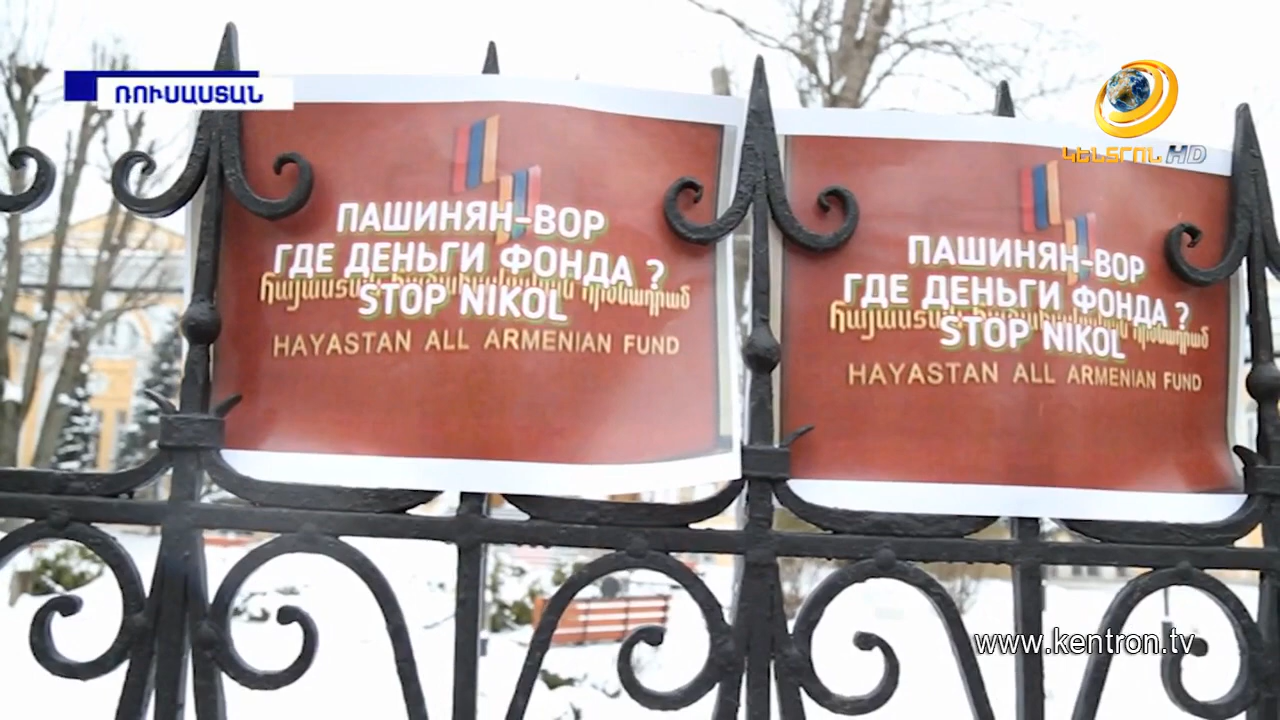 ՌՈՒՍԱՍՏԱՆ
ԿԵՆՏՐՈՆ HD
ПАШИНЯН-ВОР
ГДЕ ДЕНЬГИ ФОНДА ?
STOP NIKOL
HAYASTAN ALL ARMENIAN FUND
ПАШИНЯН-ВОР
ГДЕ ДЕНЬГИ ФОНДА ?
STOP NIKOL
HAYASTAN ALL ARMENIAN FUND
www.kentron.tv